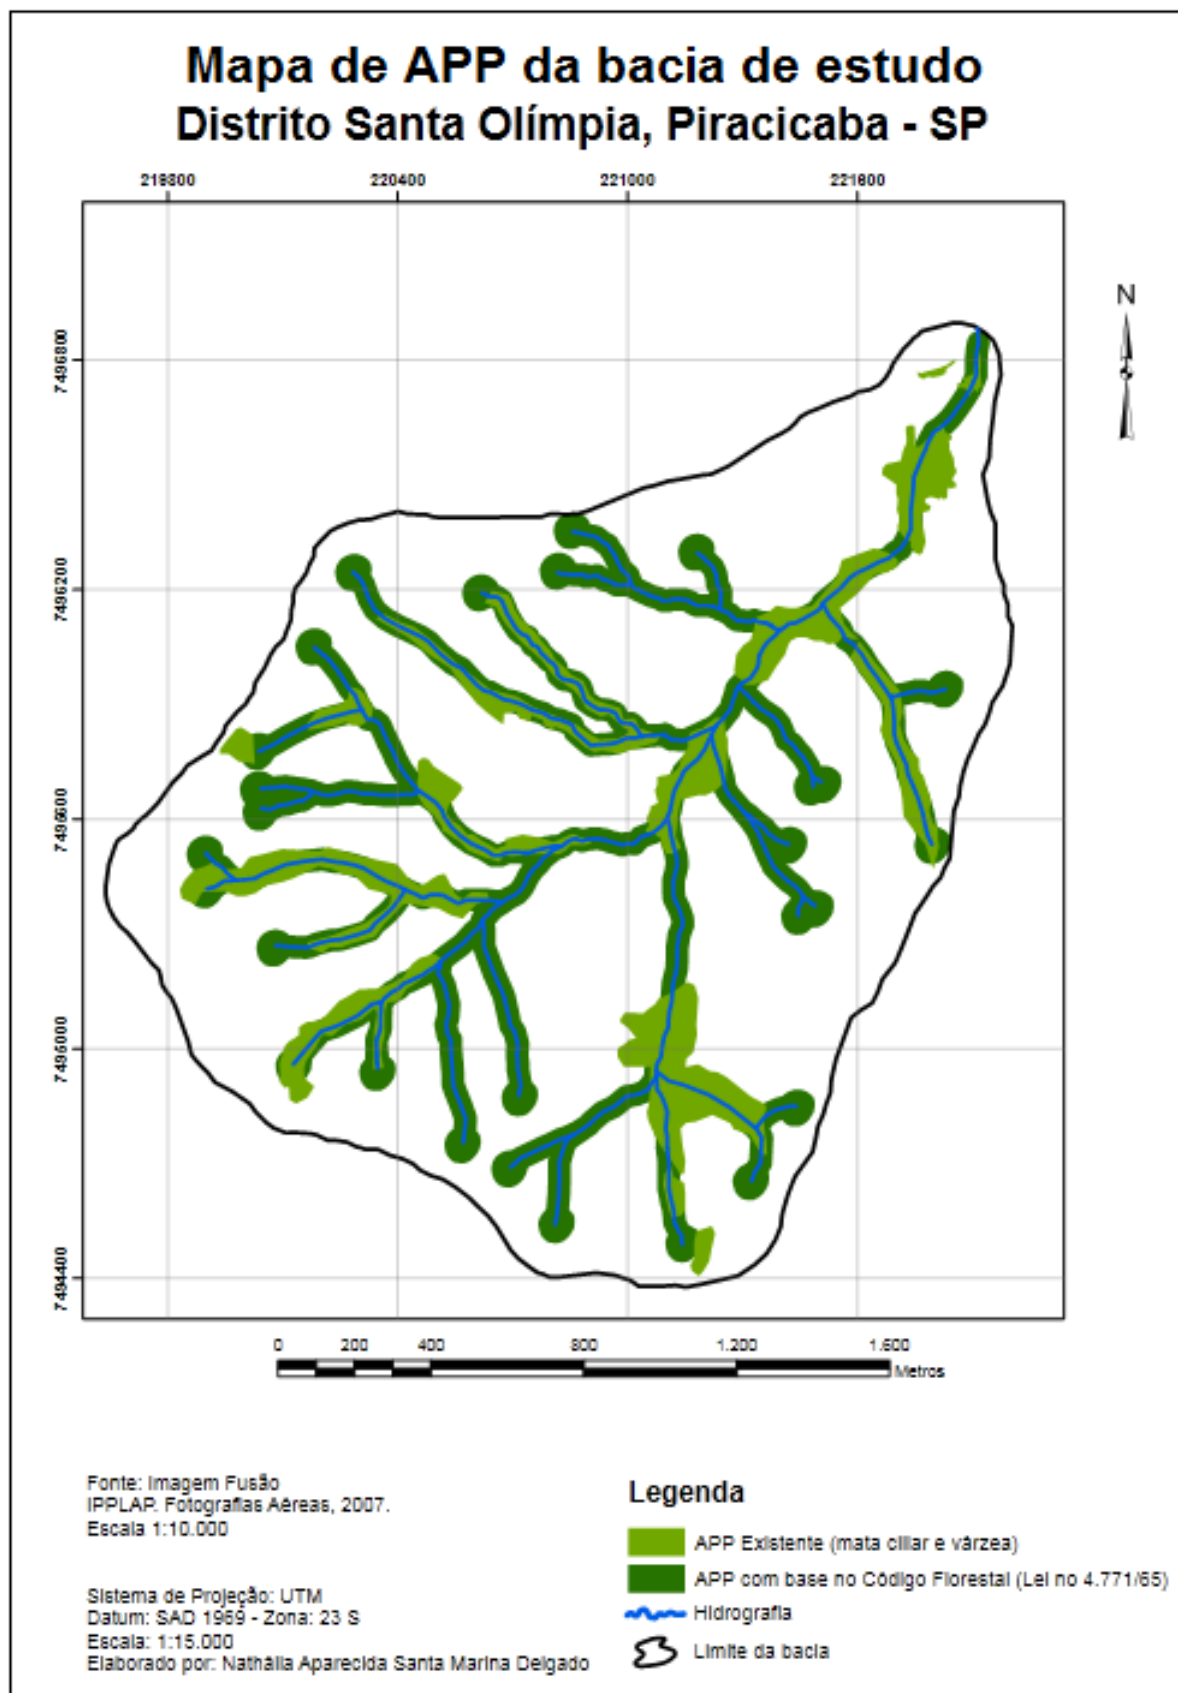 Mapa de APP da bacia de estudo
Distrito Santa Olímpia, Piracicaba - SP
219800 220400 221000 221600
N
7496800
7496200
7495600
7495000
7494400
0 200 400 800 1.200 1.600
Metros
Fonte: Imagem Fusão
IPPLAP. Fotografias Aéreas, 2007.
Escala 1:10.000
Sistema de Projeção: UTM
Datum: SAD 1969 - Zona: 23 S
Escala: 1:15.000
Elaborado por: Nathália Aparecida Santa Marina Delgado
Legenda
APP Existente (mata ciliar e várzea)
APP com base no Código Florestal (Lei no 4.771/65)
Hidrografia
Limite da bacia